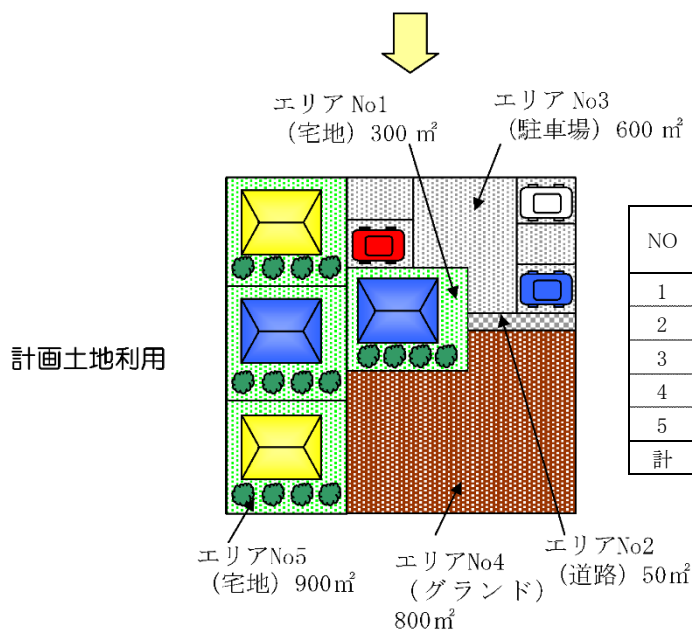 エリアNo1
(宅地) 300 ㎡
エリア No3
(駐車場) 600 ㎡
計画土地利用
NO
1
2
3
4
5
計
エリアNo5
(宅地) 900㎡
エリアNo4
(グランド)
800㎡
エリアNo2
(道路) 50㎡